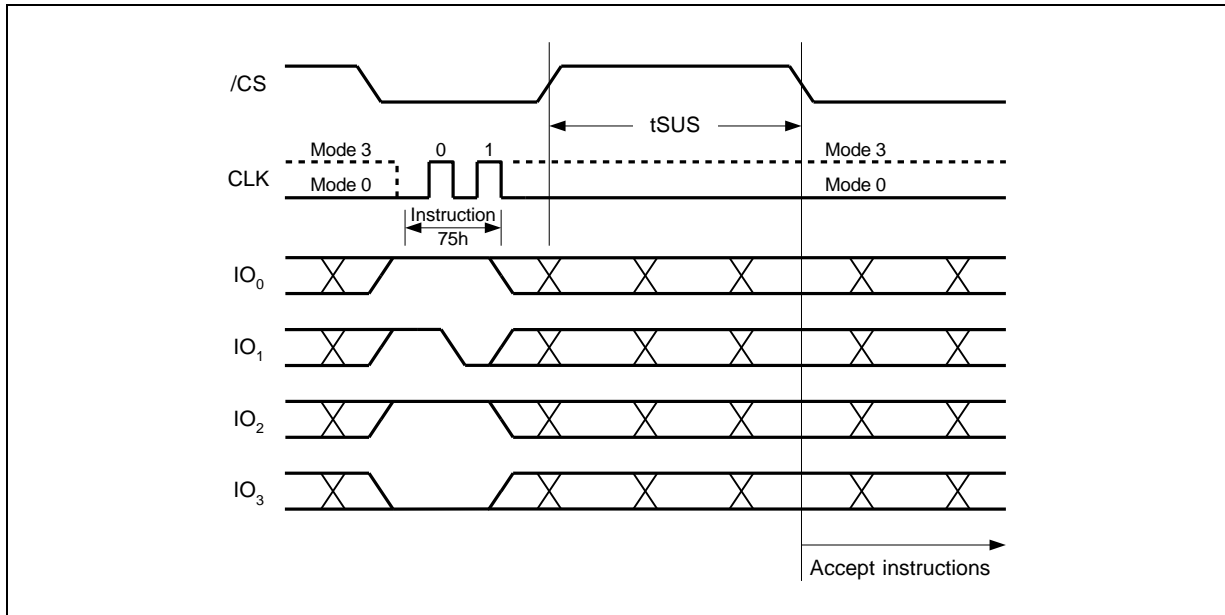 /CS
tSUS
Mode 3 0 1 Mode 3
CLK
Mode 0 Mode 0
Instruction
75h
IO0
IO1
IO2
IO3
Accept instructions